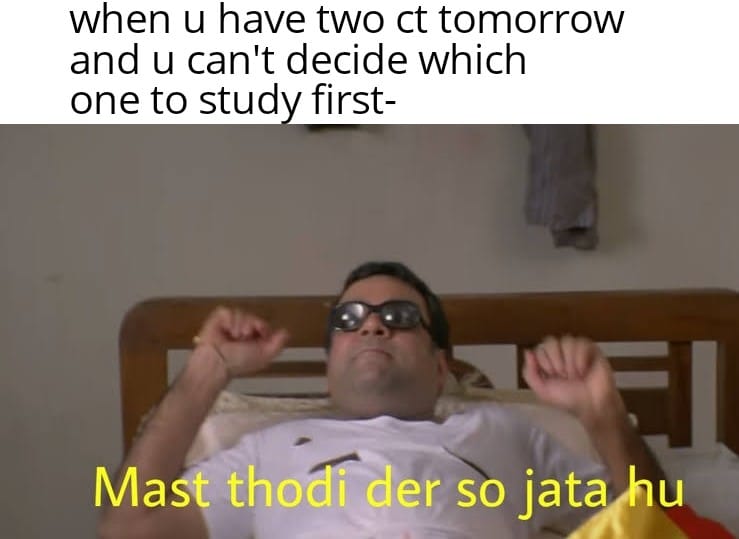 when u have two ct tomorrow
and u can't decide which
one to study first-
Mast thodi der so jata hu